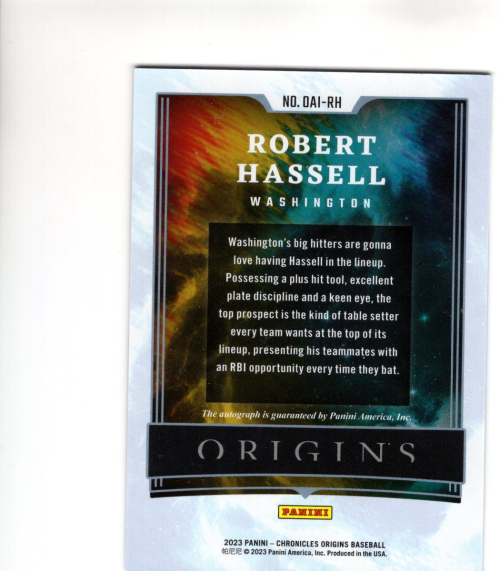 NO. OAI-RH
ROBERT
HASSELL
WASHINGTON
Washington's big hitters are gonna
love having Hassell in the lineup.
Possessing a plus hit tool, excellent
plate discipline and a keen eye, the
top prospect is the kind of table setter
every team wants at the top of its
lineup, presenting his teammates with
an RBI opportunity every time they bat.
The autograph is guaranteed by Panini America, Inc.
ORIGINS
PANINI
2023 PANINI – CHRONICLES ORIGINS BASEBALL
帕尼尼 © 2023 Panini America, Inc. Produced in the USA.